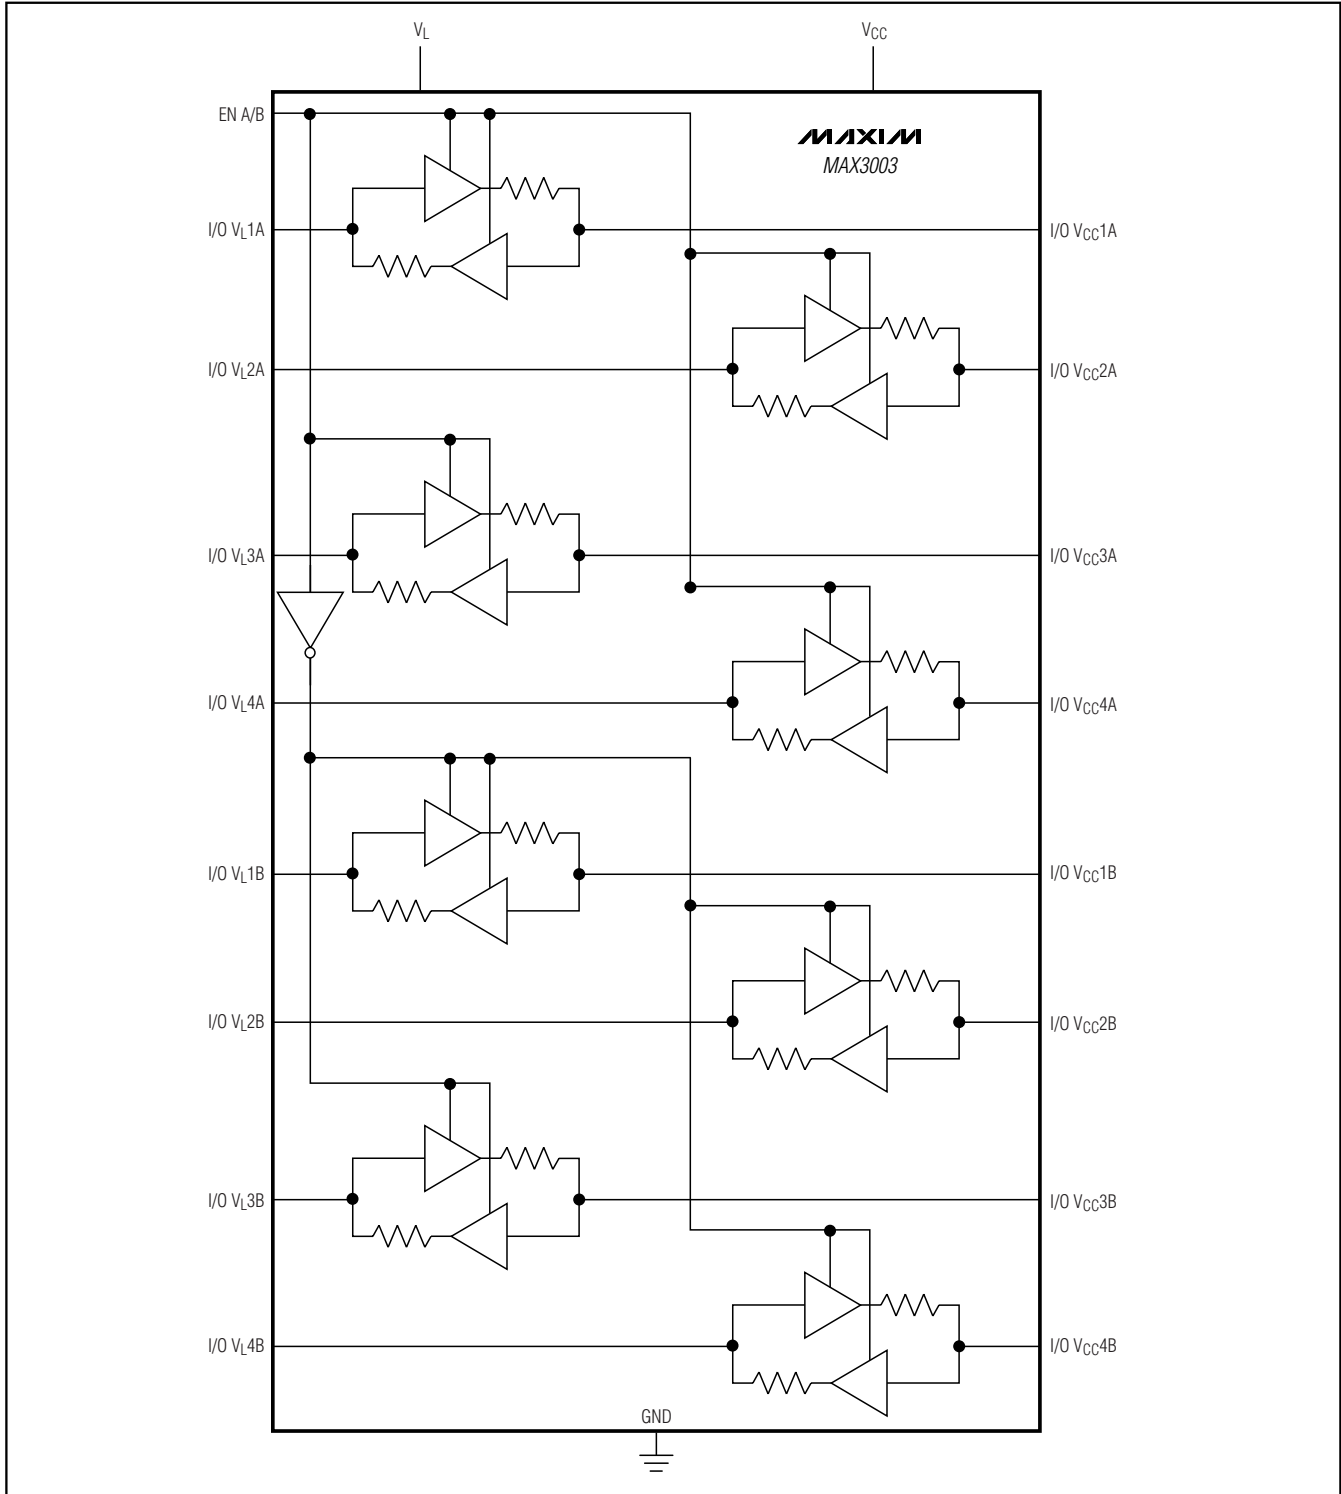 VL VCC
EN A/B
MAXIM
MAX3003
I/O VL1A I/O VCC1A
I/O VL2A I/O VCC2A
I/O VL3A I/O VCC3A
I/O VL4A I/O VCC4A
I/O VL1B I/O VCC1B
I/O VL2B I/O VCC2B
I/O VL3B I/O VCC3B
I/O VL4B I/O VCC4B
GND